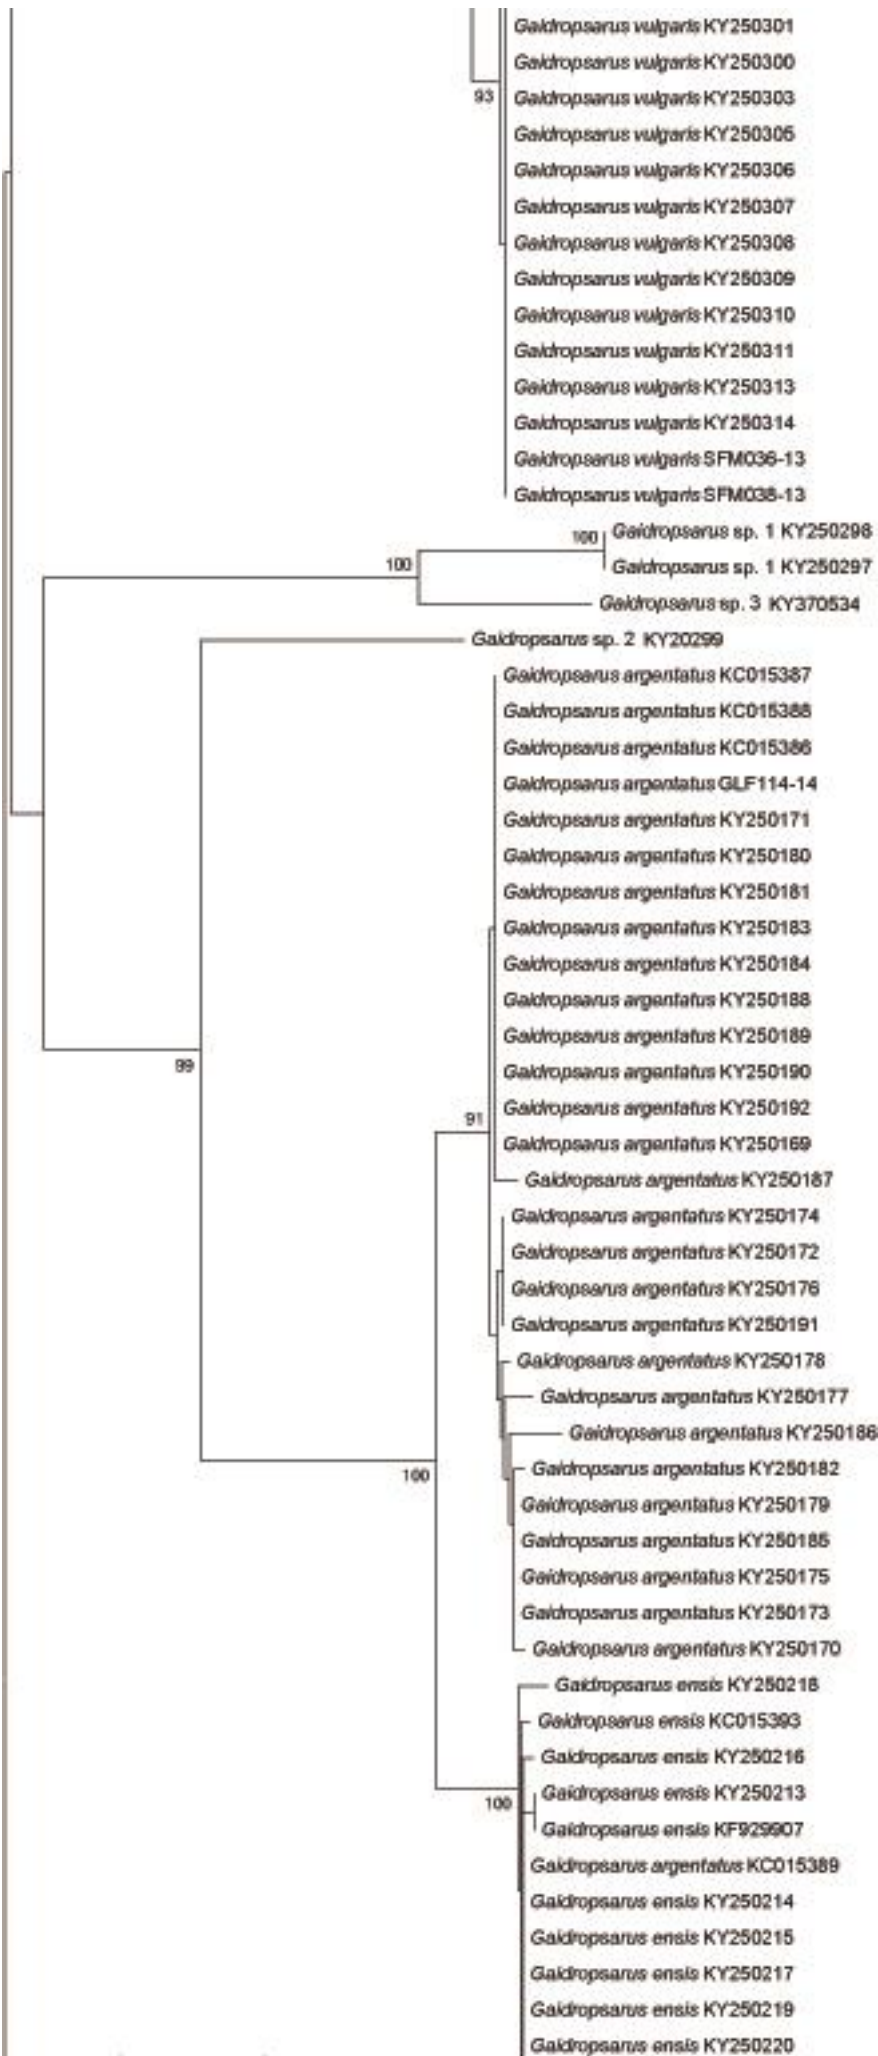 Gaidropsarus vulgaris KY250301
Gaidropsarus vulgaris KY250300
93
Gaidropsarus vulgaris KY250303
Gaidropsarus vulgaris KY250305
Gaidropsarus vulgaris KY250306
Gaidropsarus vulgaris KY250307
Gaidropsarus vulgaris KY250308
Gaidropsarus vulgaris KY250309
Gaidropsarus vulgaris KY250310
Gaidropsarus vulgaris KY250311
Gaidropsarus vulgaris KY250313
Gaidropsarus vulgaris KY250314
Gaidropsarus vulgaris SFM036-13
Gaidropsarus vulgaris SFM038-13
100
Gaidropsarus sp. 1 KY250298
100
Gaidropsarus sp. 1 KY250297
Gaidropsarus sp. 3 KY370534
Gaidropsarus sp. 2 KY20299
Gaidropsarus argentatus KC015387
Gaidropsarus argentatus KC015388
Gaidropsarus argentatus KC015386
Gaidropsarus argentatus GLF114-14
Gaidropsarus argentatus KY250171
Gaidropsarus argentatus KY250180
Gaidropsarus argentatus KY250181
Gaidropsarus argentatus KY250183
Gaidropsarus argentatus KY250184
Gaidropsarus argentatus KY250188
Gaidropsarus argentatus KY250189
99
Gaidropsarus argentatus KY250190
Gaidropsarus argentatus KY250192
91
Gaidropsarus argentatus KY250169
Gaidropsarus argentatus KY250187
Gaidropsarus argentatus KY250174
Gaidropsarus argentatus KY250172
Gaidropsarus argentatus KY250176
Gaidropsarus argentatus KY250191
Gaidropsarus argentatus KY250178
Gaidropsarus argentatus KY250177
Gaidropsarus argentatus KY250186
Gaidropsarus argentatus KY250182
100
Gaidropsarus argentatus KY250179
Gaidropsarus argentatus KY250185
Gaidropsarus argentatus KY250175
Gaidropsarus argentatus KY250173
Gaidropsarus argentatus KY250170
Gaidropsarus ensis KY250218
Gaidropsarus ensis KC015393
Gaidropsarus ensis KY250216
Gaidropsarus ensis KY250213
100
Gaidropsarus ensis KF929907
Gaidropsarus argentatus KC015389
Gaidropsarus ensis KY250214
Gaidropsarus ensis KY250215
Gaidropsarus ensis KY250217
Gaidropsarus ensis KY250219
Gaidropsarus ensis KY250220